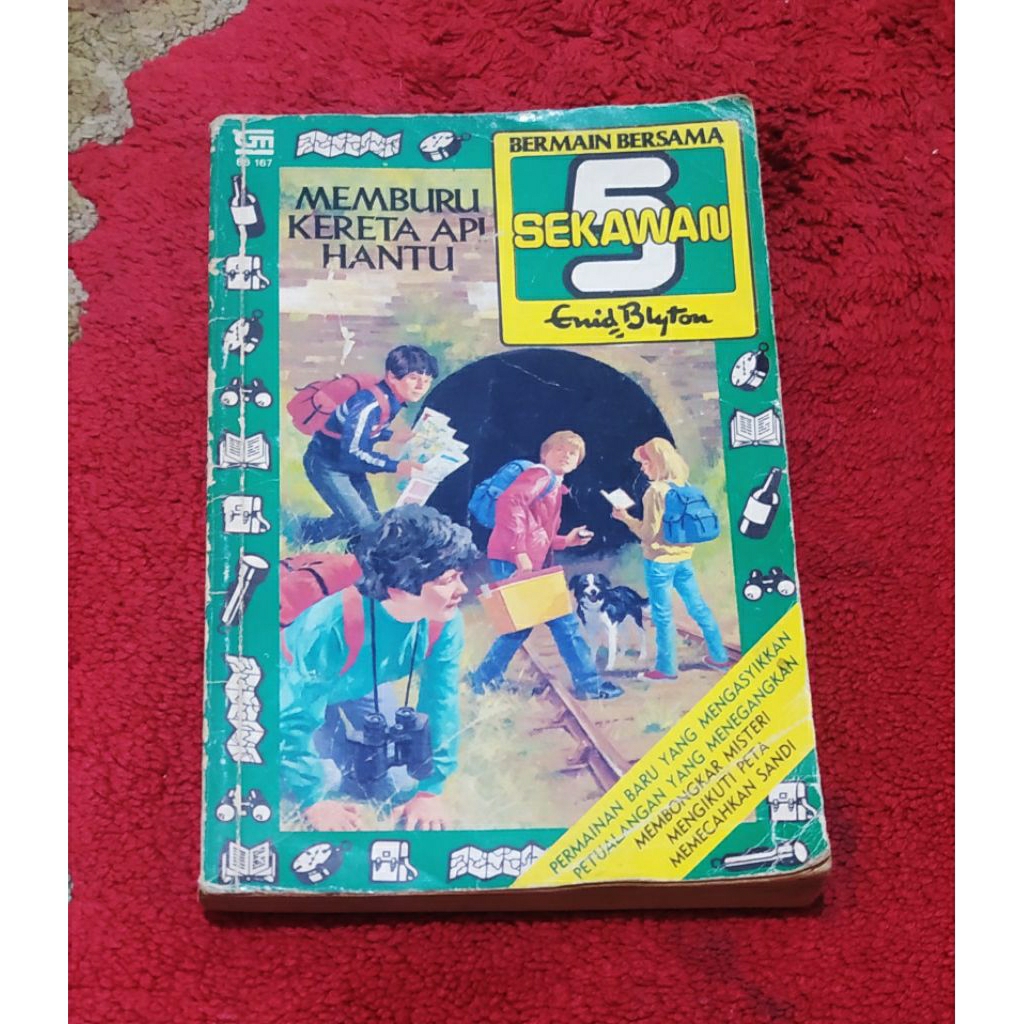 GM
BERMAIN BERSAMA
5
SEKAWAN
Enid Blyton
MEMBURU
KERETA API
HANTU
PERMAINAN BARU YANG MENGASYIKKAN
PETUALANGAN YANG MENEGANGKAN
MEMBONGKAR MISTERI
MENGIKUTI PETA
MEMECAHKAN SANDI